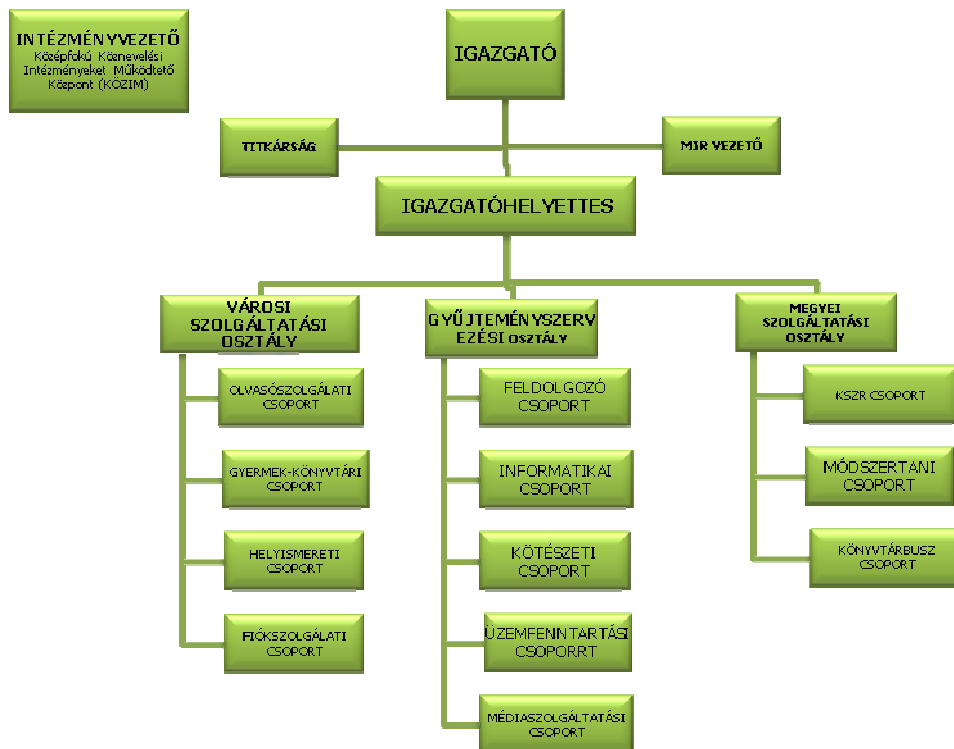 INTÉZMÉNYVEZETŐ
Középfokú Köznevelési
Intézményeket Működtető
Központ (KÖZIM)
IGAZGATÓ
TITKÁRSÁG
MIR VEZETŐ
IGAZGATÓHELYETTES
VÁROSI
SZOLGÁLTATÁSI
OSZTÁLY
GYŰJTEMÉNYSZERV
EZÉSI OSZTÁLY
MEGYEI
SZOLGÁLTATÁSI
OSZTÁLY
OLVASÓSZOLGÁLATI
CSOPORT
GYERMEK-KÖNYVTÁRI
CSOPORT
HELYISMERETI
CSOPORT
FIÓKSZOLGÁLATI
CSOPORT
FELDOLGOZÓ
CSOPORT
INFORMATIKAI
CSOPORT
KÖTÉSZETI
CSOPORT
ÜZEMFENNTARTÁSI
CSOPORRT
MÉDIASZOLGÁLTATÁSI
CSOPORT
KSZR CSOPORT
MÓDSZERTANI
CSOPORT
KÖNYVTÁRBUSZ
CSOPORT